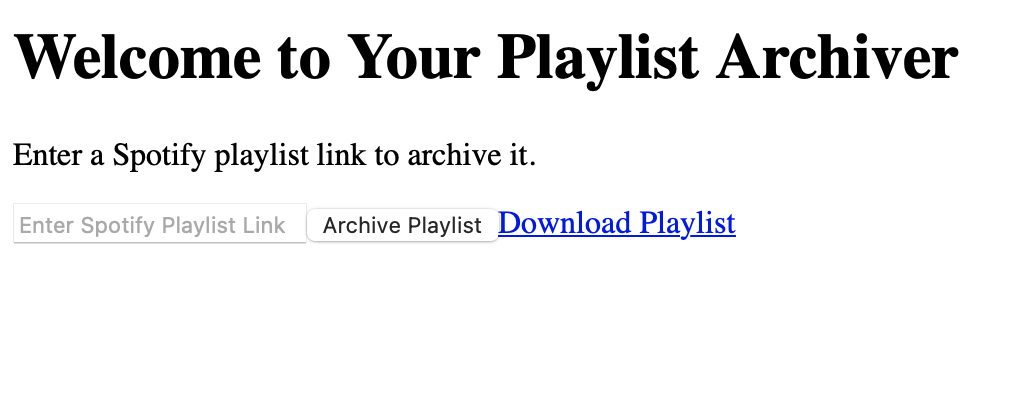 Welcome to Your Playlist Archiver
Enter a Spotify playlist link to archive it.
Enter Spotify Playlist Link Archive Playlist Download Playlist